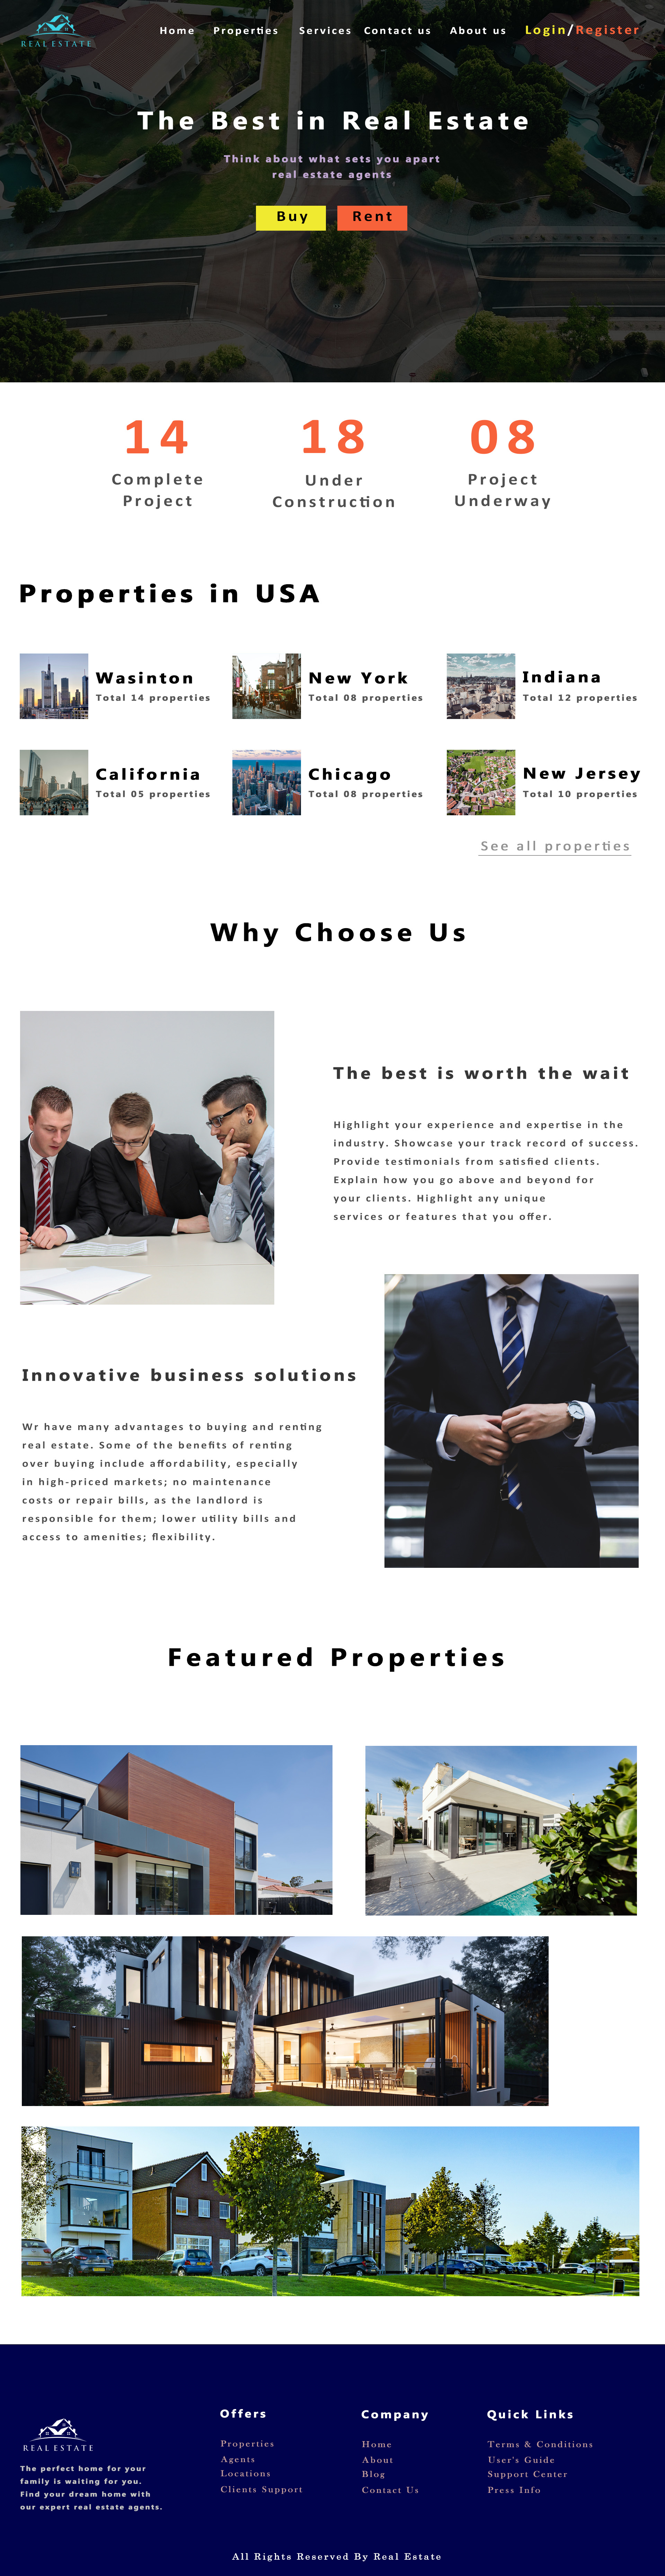 REAL ESTATE
Home Properties Services Contact us About us Login/Register
The Best in Real Estate
Think about what sets you apart
real estate agents
Buy Rent
14 18 08
Complete Under Project
Project Construction Underway
Properties in USA
Wasinton New York Indiana
Total 14 properties Total 08 properties Total 12 properties
California Chicago New Jersey
Total 05 properties Total 08 properties Total 10 properties
See all properties
Why Choose Us
The best is worth the wait
Highlight your experience and expertise in the
industry. Showcase your track record of success.
Provide testimonials from satisfied clients.
Explain how you go above and beyond for
your clients. Highlight any unique
services or features that you offer.
Innovative business solutions
Wr have many advantages to buying and renting
real estate. Some of the benefits of renting
over buying include affordability, especially
in high-priced markets; no maintenance
costs or repair bills, as the landlord is
responsible for them; lower utility bills and
access to amenities; flexibility.
Featured Properties
REAL ESTATE
The perfect home for your
family is waiting for you.
Find your dream home with
our expert real estate agents.
Offers
Properties
Agents
Locations
Clients Support
Company
Home
About
Blog
Contact Us
Quick Links
Terms & Conditions
User's Guide
Support Center
Press Info
All Rights Reserved By Real Estate